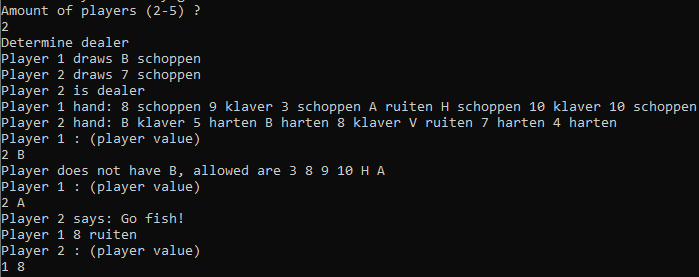 Amount of players (2-5) ?
2
Determine dealer
Player 1 draws B schoppen
Player 2 draws 7 schoppen
Player 2 is dealer
Player 1 hand: 8 schoppen 9 klaver 3 schoppen A ruiten H schoppen 10 klaver 10 schoppen
Player 2 hand: B klaver 5 harten B harten 8 klaver V ruiten 7 harten 4 harten
Player 1 : (player value)
2 B
Player does not have B, allowed are 3 8 9 10 H A
Player 1 : (player value)
2 A
Player 2 says: Go fish!
Player 1 8 ruiten
Player 2 : (player value)
1 8